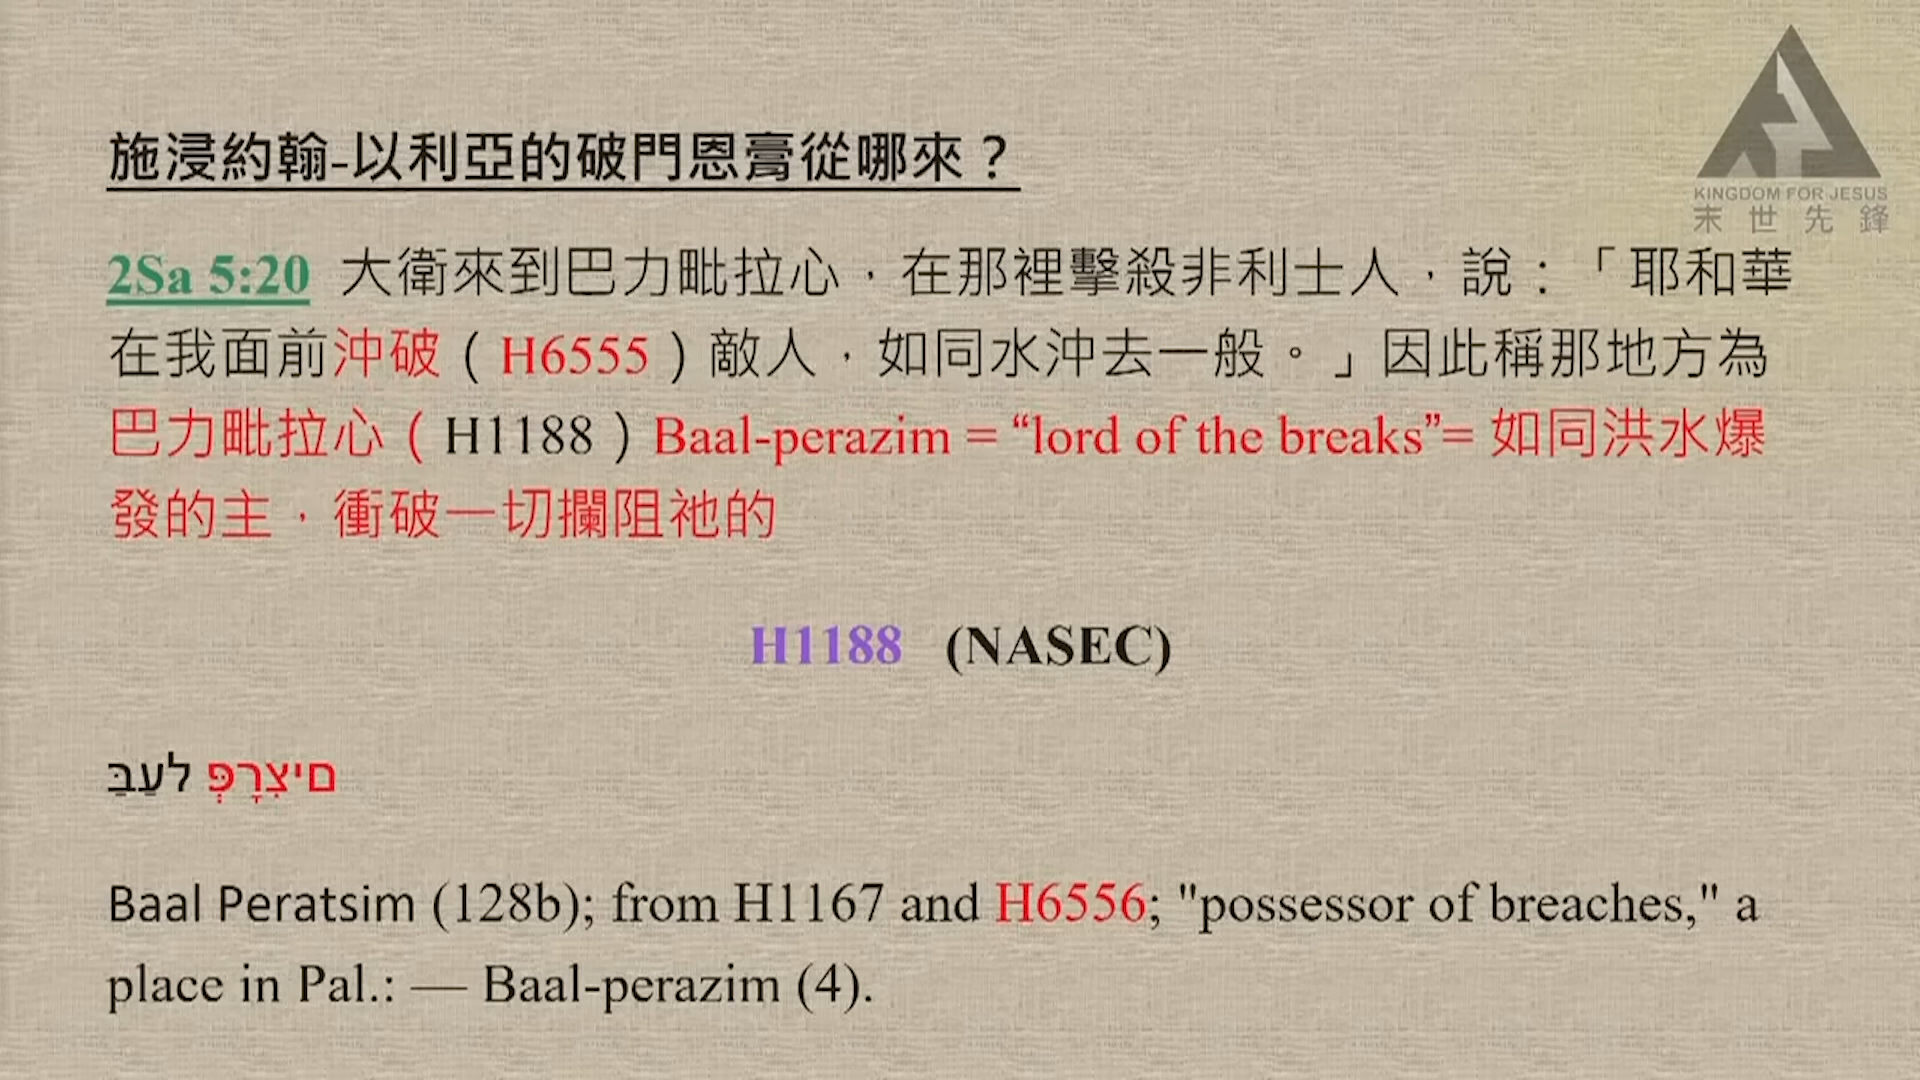 KINGDOM FOR JESUS
末世先鋒
施浸約翰-以利亞的破門恩膏從哪來？
2Sa 5:20 大衛來到巴力毗拉心，在那裡擊殺非利士人，說：「耶和華
在我面前沖破（H6555）敵人，如同水沖去一般。」因此稱那地方為
巴力毗拉心（H1188）Baal-perazim = “lord of the breaks”= 如同洪水爆
發的主，衝破一切攔阻祂的
H1188 (NASEC)
בַּעַל פְּרָצִים
Baal Peratsim (128b); from H1167 and H6556; "possessor of breaches," a
place in Pal.: — Baal-perazim (4).